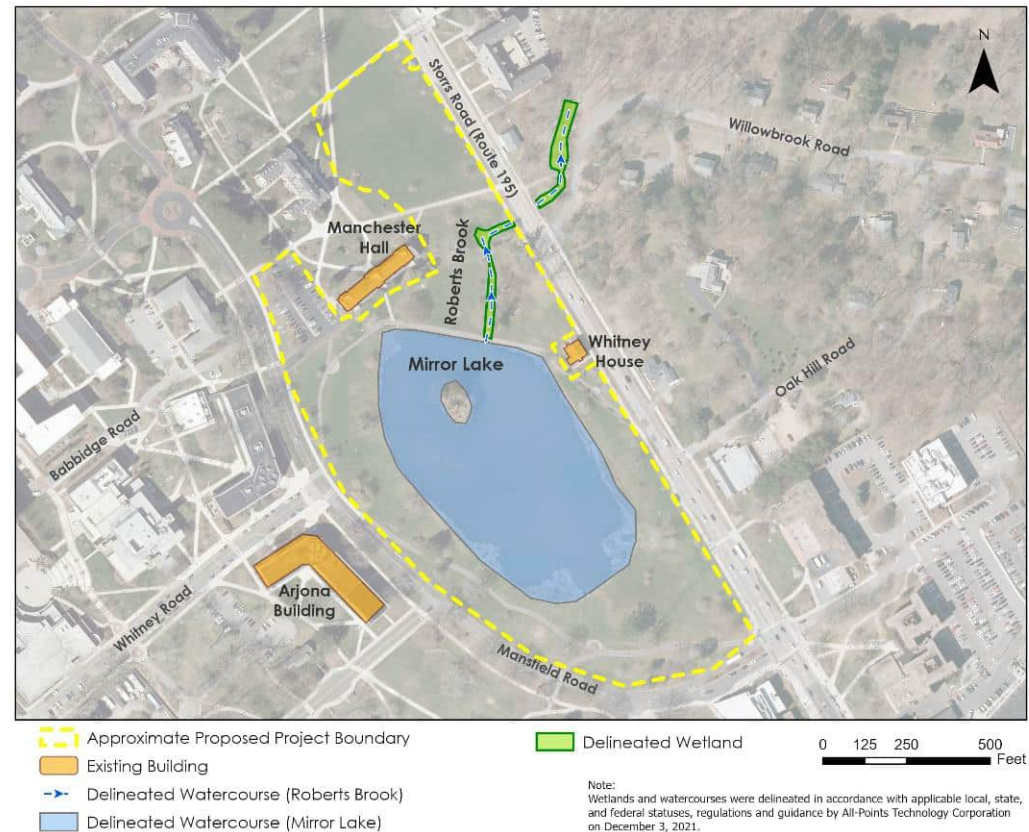 N
Storrs Road (Route 195)
Willowbrook Road
Manchester
Hall
Roberts Brook
Whitney
House
Mirror Lake
Oak Hill Road
Babbidge Road
Arjona
Building
Whitney Road
Mansfield Road
Approximate Proposed Project Boundary
Existing Building
Delineated Watercourse (Roberts Brook)
Delineated Watercourse (Mirror Lake)
Delineated Wetland
0 125 250 500
Feet
Note:
Wetlands and watercourses were delineated in accordance with applicable local, state,
and federal statuses, regulations and guidance by All-Points Technology Corporation
on December 3, 2021.